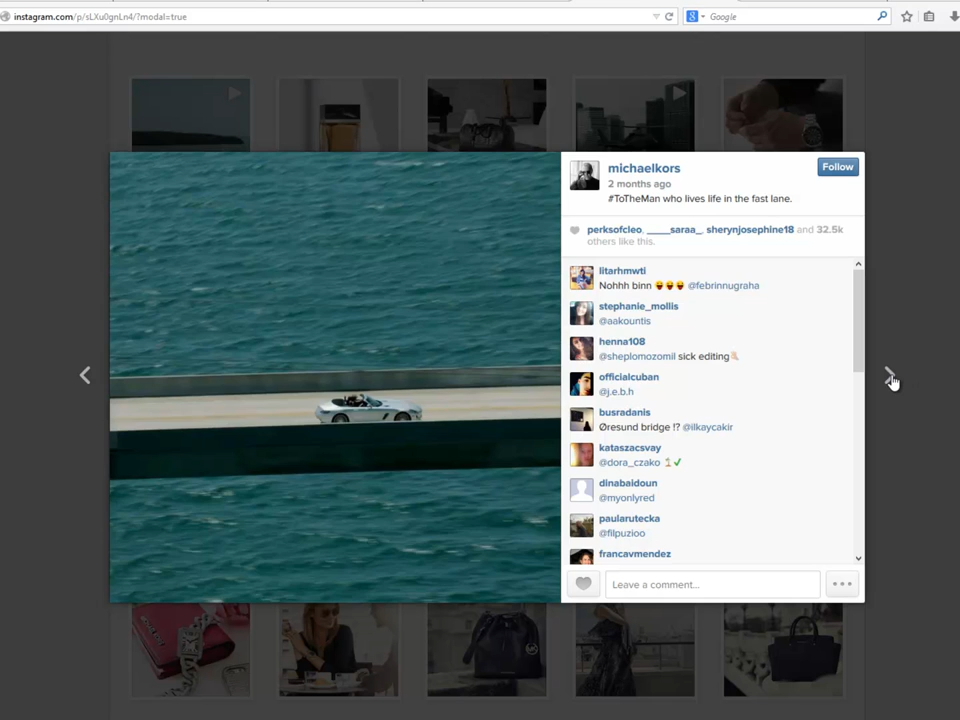 instagram.com/p/sLXu0gnLn4/?modal=true
Google
michaelkors
Follow
2 months ago
#ToTheMan who lives life in the fast lane.
perksofcleo, ____saraa_, sherynjosephine18 and 32.5k
others like this.
litarhmwti
Nohhh binn 😝😝😝 @febrinnugraha
stephanie_mollis
@aakountis
henna108
@sheplomozomil sick editing👌🏻
officialcuban
@j.e.b.h
busradanis
Øresund bridge !? @ilkaycakir
kataszacsvay
@dora_czako
dinabaidoun
@myonlyred
paularutecka
@filpuzioo
francavmendez
Leave a comment...